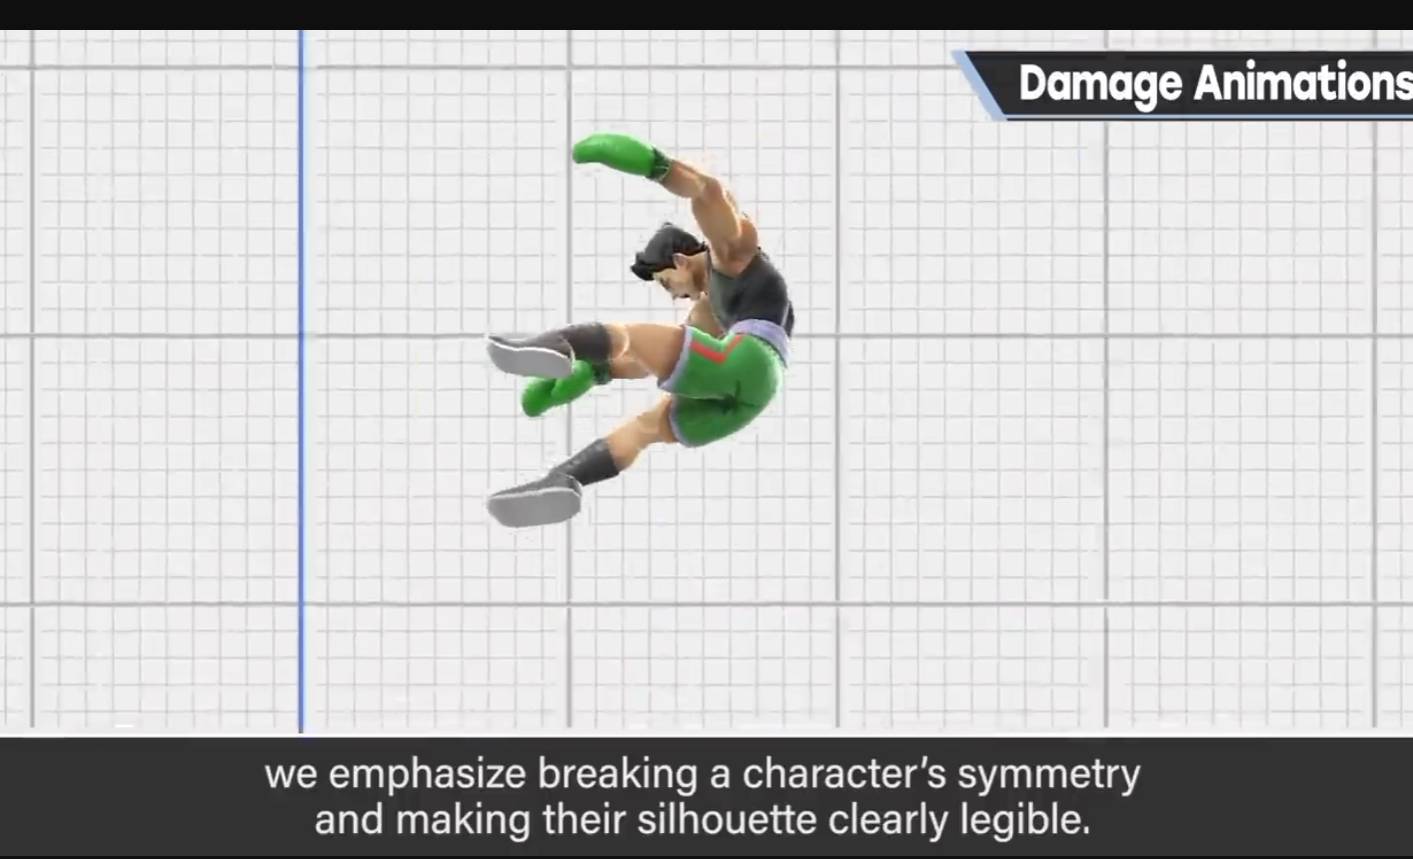 Damage Animations
we emphasize breaking a character's symmetry
and making their silhouette clearly legible.